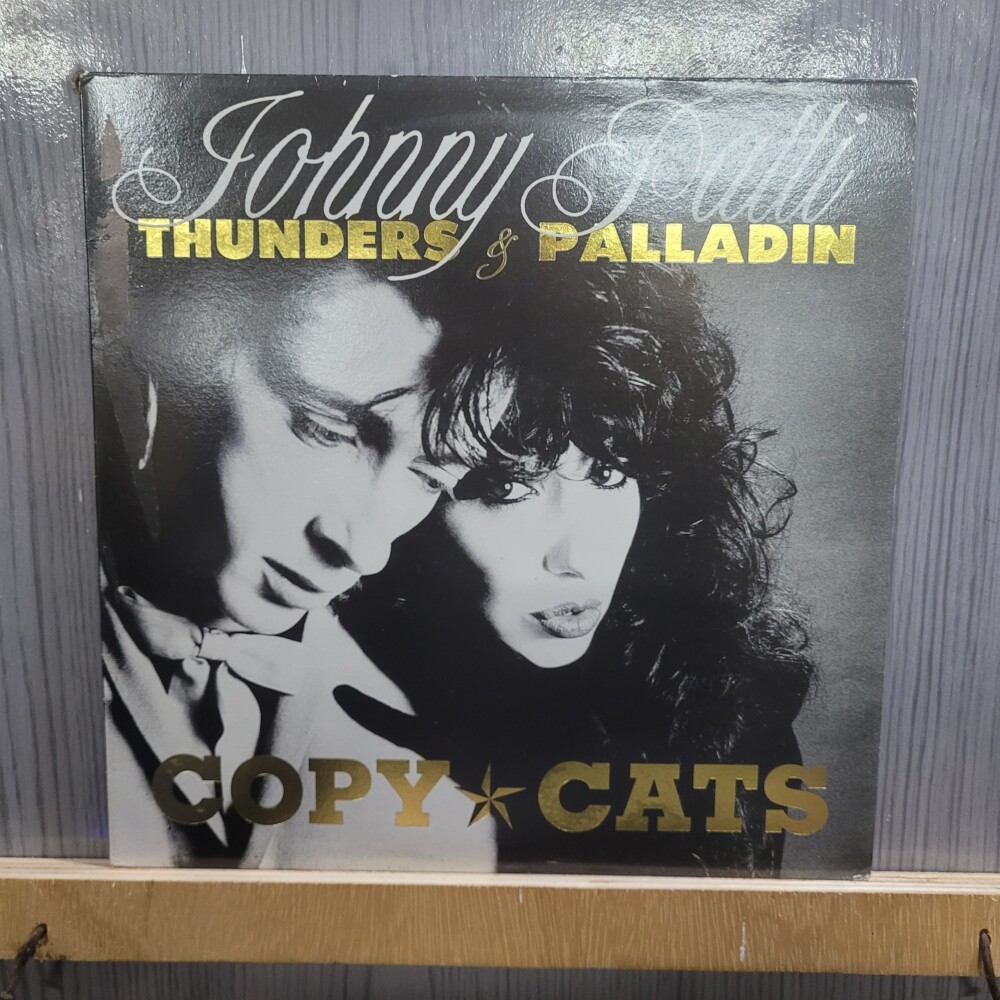 Johnny Patti
THUNDERS & PALLADIN
COPY★CATS